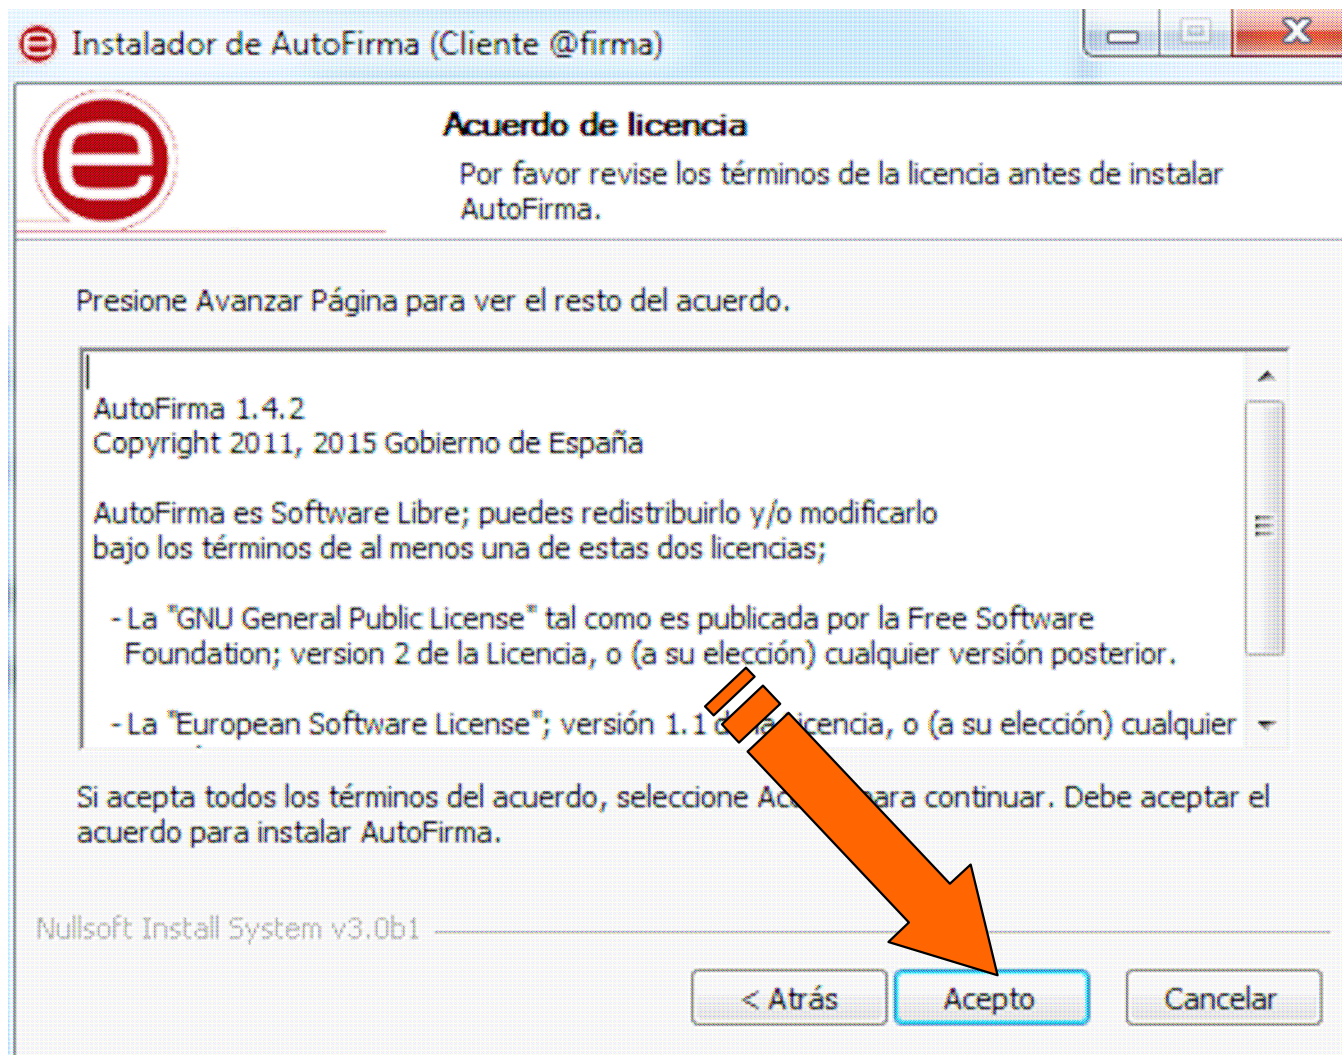 Instalador de AutoFirma (Cliente @firma)
Acuerdo de licencia
Por favor revise los términos de la licencia antes de instalar
AutoFirma.
Presione Avanzar Página para ver el resto del acuerdo.
AutoFirma 1.4.2
Copyright 2011, 2015 Gobierno de España
AutoFirma es Software Libre; puedes redistribuirlo y/o modificarlo
bajo los términos de al menos una de estas dos licencias;
- La "GNU General Public License" tal como es publicada por la Free Software
Foundation; version 2 de la Licencia, o (a su elección) cualquier versión posterior.
- La "European Software License"; versión 1.1 o (a su elección) cualquier
Si acepta todos los términos del acuerdo, seleccione para continuar. Debe aceptar el
acuerdo para instalar AutoFirma.
Nullsoft Install System v3.0b1
< Atrás
Acepto
Cancelar